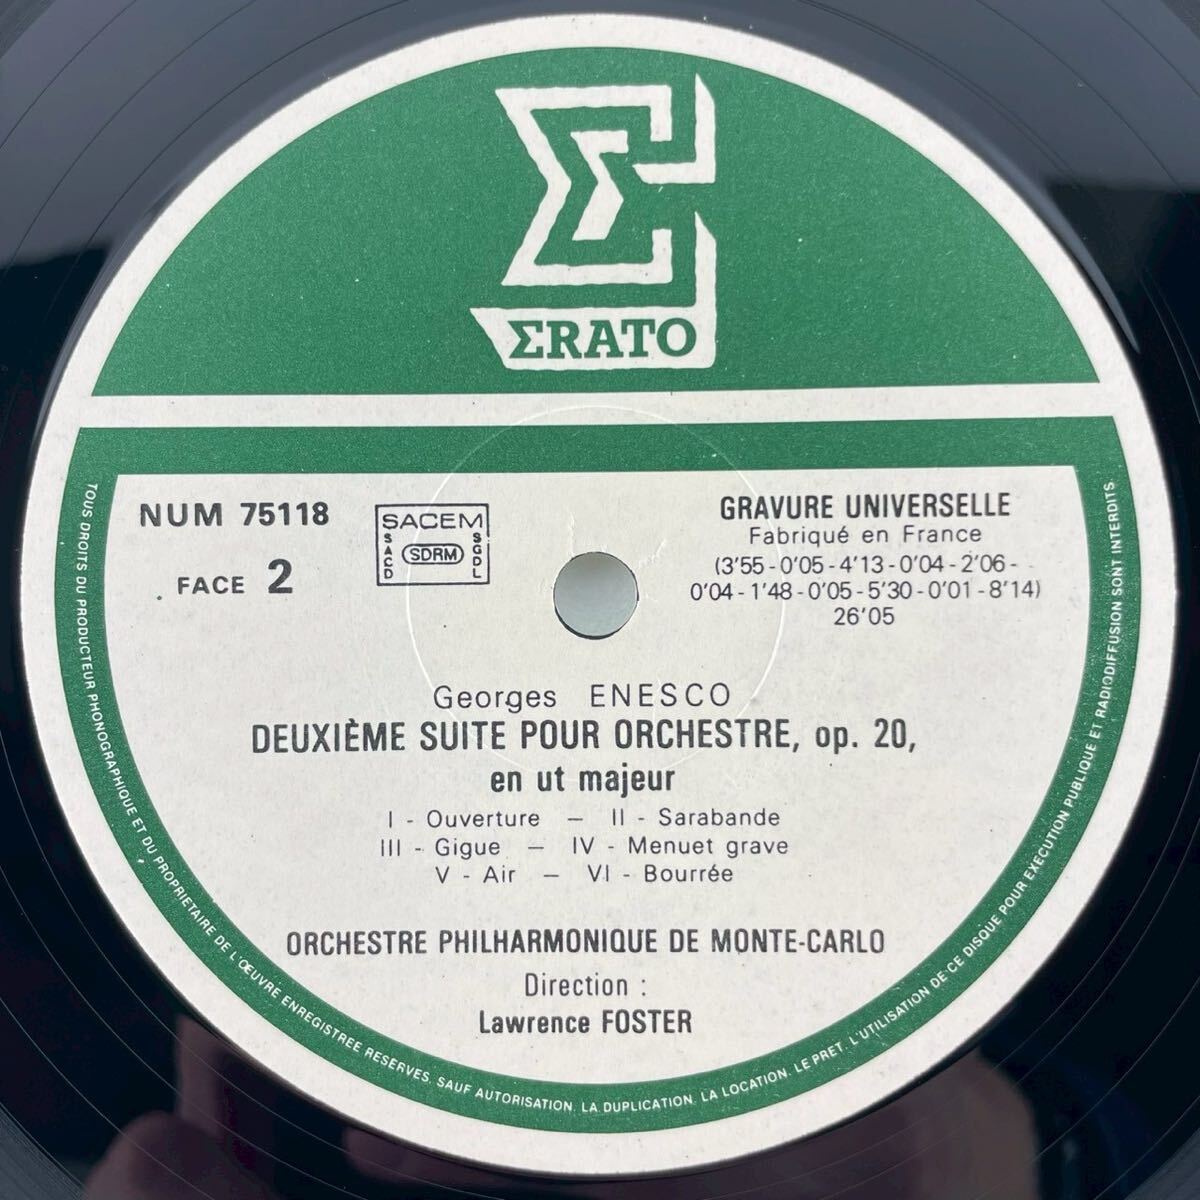 ΣRATO
NUM 75118
FACE 2
SACEM
SACD
SDRM
SGDL
GRAVURE UNIVERSELLE
Fabriqué en France
(3'55-0'05-4'13-0'04-2'06-
0'04-1'48-0'05-5'30-0'01-8'14)
26'05
Georges ENESCO
DEUXIÈME SUITE POUR ORCHESTRE, op. 20,
en ut majeur
I - Ouverture — II - Sarabande
III - Gigue — IV - Menuet grave
V - Air — VI - Bourrée
ORCHESTRE PHILHARMONIQUE DE MONTE-CARLO
Direction :
Lawrence FOSTER
TOUS DROITS DU PRODUCTEUR PHONOGRAPHIQUE ET DU PROPRIETAIRE DE L'ŒUVRE ENREGISTREE RESERVES. SAUF AUTORISATION. LA DUPLICATION. LA LOCATION. LE PRET. L'UTILISATION DE CE DISQUE POUR EXECUTION PUBLIQUE ET RADIODIFFUSION SONT INTERDITS.